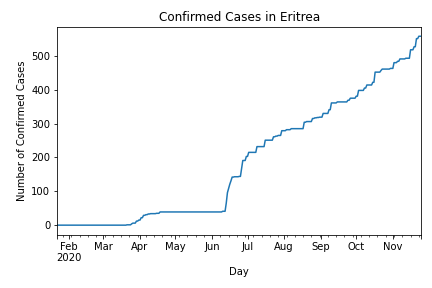 Confirmed Cases in Eritrea
Number of Confirmed Cases
500
400
300
200
100
0
Feb Mar Apr May Jun Jul Aug Sep Oct Nov
2020
Day